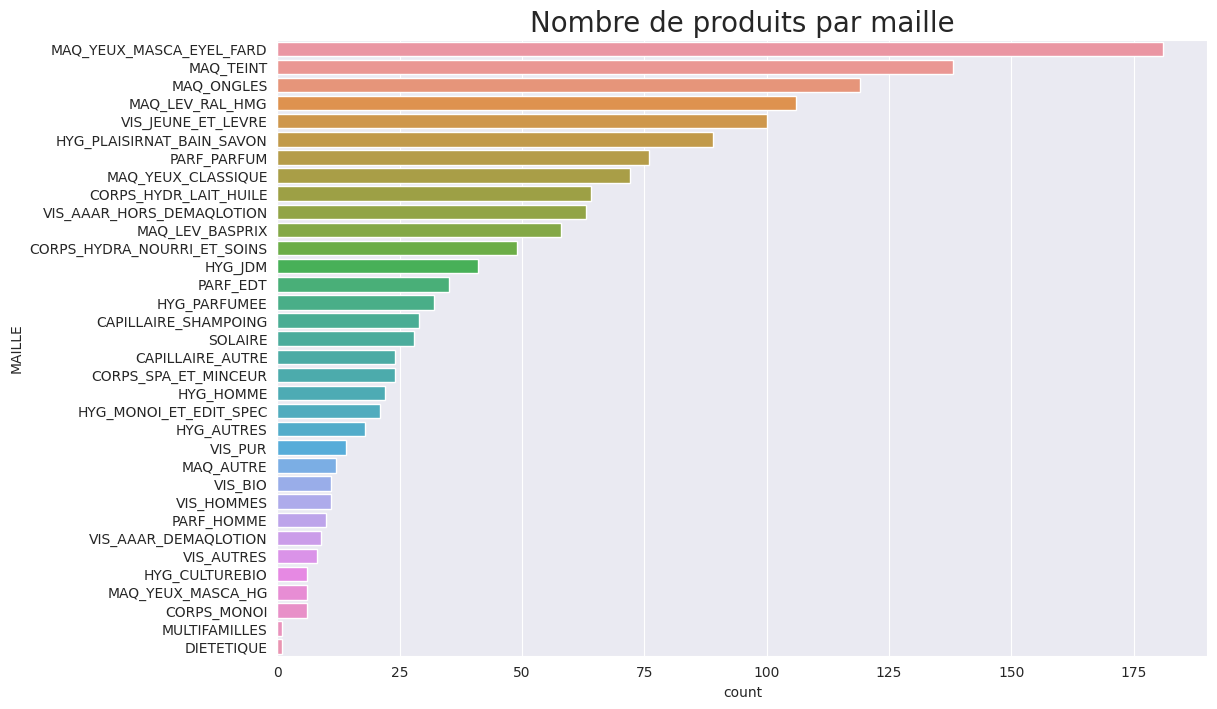 Nombre de produits par maille
MAQ_YEUX_MASCA_EYEL_FARD
MAQ_TEINT
MAQ_ONGLES
MAQ_LEV_RAL_HMG
VIS_JEUNE_ET_LEVRE
HYG_PLAISIRNAT_BAIN_SAVON
PARF_PARFUM
MAQ_YEUX_CLASSIQUE
CORPS_HYDR_LAIT_HUILE
VIS_AAAR_HORS_DEMAQLOTION
MAQ_LEV_BASPRIX
CORPS_HYDRA_NOURRI_ET_SOINS
HYG_JDM
PARF_EDT
HYG_PARFUMEE
CAPILLAIRE_SHAMPOING
SOLAIRE
CAPILLAIRE_AUTRE
CORPS_SPA_ET_MINCEUR
HYG_HOMME
HYG_MONOI_ET_EDIT_SPEC
HYG_AUTRES
VIS_PUR
MAQ_AUTRE
VIS_BIO
VIS_HOMMES
PARF_HOMME
VIS_AAAR_DEMAQLOTION
VIS_AUTRES
HYG_CULTUREBIO
MAQ_YEUX_MASCA_HG
CORPS_MONOI
MULTIFAMILLES
DIETETIQUE
MAILLE
0 25 50 75 100 125 150 175
count